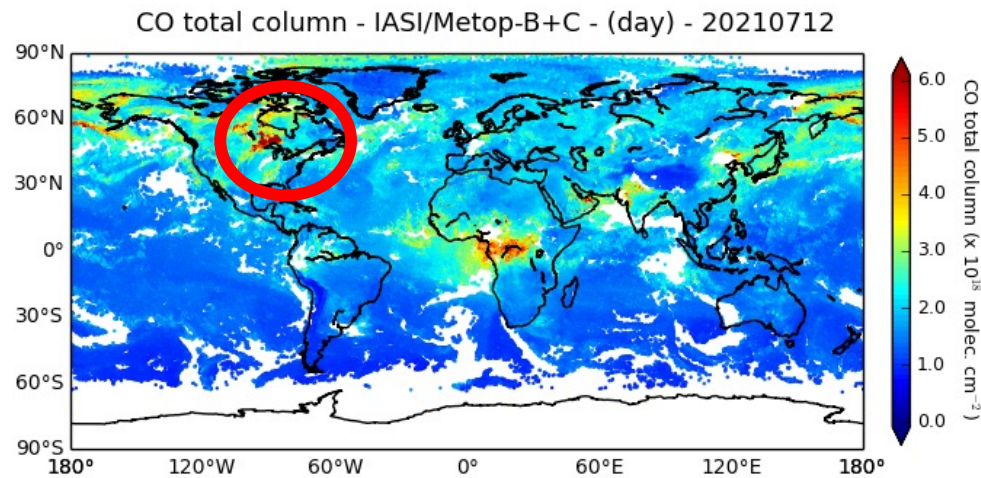 CO total column - IASI/Metop-B+C - (day) - 20210712
90°N
60°N
30°N
0°
30°S
60°S
90°S
180°
120°W
60°W
0°
60°E
120°E
180°
6.0
5.0
4.0
3.0
2.0
1.0
0.0
CO total column (x 10¹⁸ molec. cm⁻²)